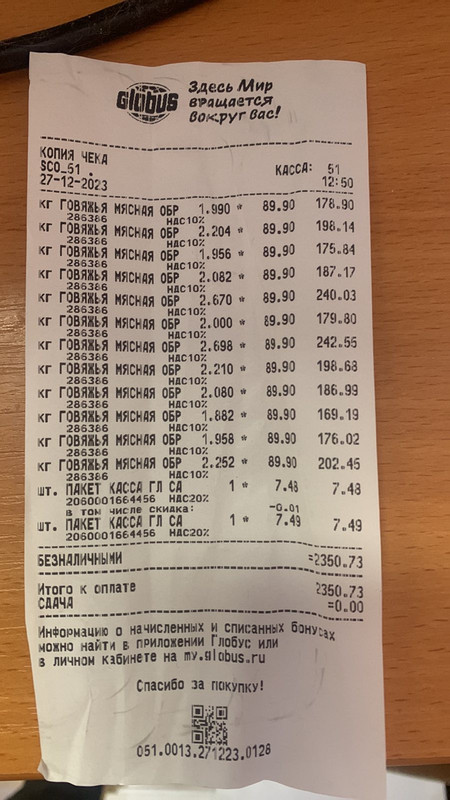 Globus
Здесь Мир
вращается
вокруг вас!
КОПИЯ ЧЕКА
SCO_51 . КАССА: 51
27-12-2023 12:50
кг ГОВЯЖЬЯ МЯСНАЯ ОБР 1.990 * 89.90 178.90
286386 НДС10%
кг ГОВЯЖЬЯ МЯСНАЯ ОБР 2.204 * 89.90 198.14
286386 НДС10%
кг ГОВЯЖЬЯ МЯСНАЯ ОБР 1.956 * 89.90 175.84
286386 НДС10%
кг ГОВЯЖЬЯ МЯСНАЯ ОБР 2.082 * 89.90 187.17
286386 НДС10%
кг ГОВЯЖЬЯ МЯСНАЯ ОБР 2.670 * 89.90 240.03
286386 НДС10%
кг ГОВЯЖЬЯ МЯСНАЯ ОБР 2.000 * 89.90 179.80
286386 НДС10%
кг ГОВЯЖЬЯ МЯСНАЯ ОБР 2.698 * 89.90 242.55
286386 НДС10%
кг ГОВЯЖЬЯ МЯСНАЯ ОБР 2.210 * 89.90 198.68
286386 НДС10%
кг ГОВЯЖЬЯ МЯСНАЯ ОБР 2.080 * 89.90 186.99
286386 НДС10%
кг ГОВЯЖЬЯ МЯСНАЯ ОБР 1.882 * 89.90 169.19
286386 НДС10%
кг ГОВЯЖЬЯ МЯСНАЯ ОБР 1.958 * 89.90 176.02
286386 НДС10%
кг ГОВЯЖЬЯ МЯСНАЯ ОБР 2.252 * 89.90 202.45
286386 НДС10%
шт. ПАКЕТ КАССА ГЛ СА 1 * 7.48 7.48
2060001664456 НДС20%
в том числе скидка: -0.01
шт. ПАКЕТ КАССА ГЛ СА 1 * 7.49 7.49
2060001664456 НДС20%
БЕЗНАЛИЧНЫМИ =2350.73
Итого к оплате 2350.73
СДАЧА =0.00
Информацию о начисленных и списанных бонусах
можно найти в приложении Глобус или
в личном кабинете на my.globus.ru
Спасибо за покупку!
051.0013.271223.0128